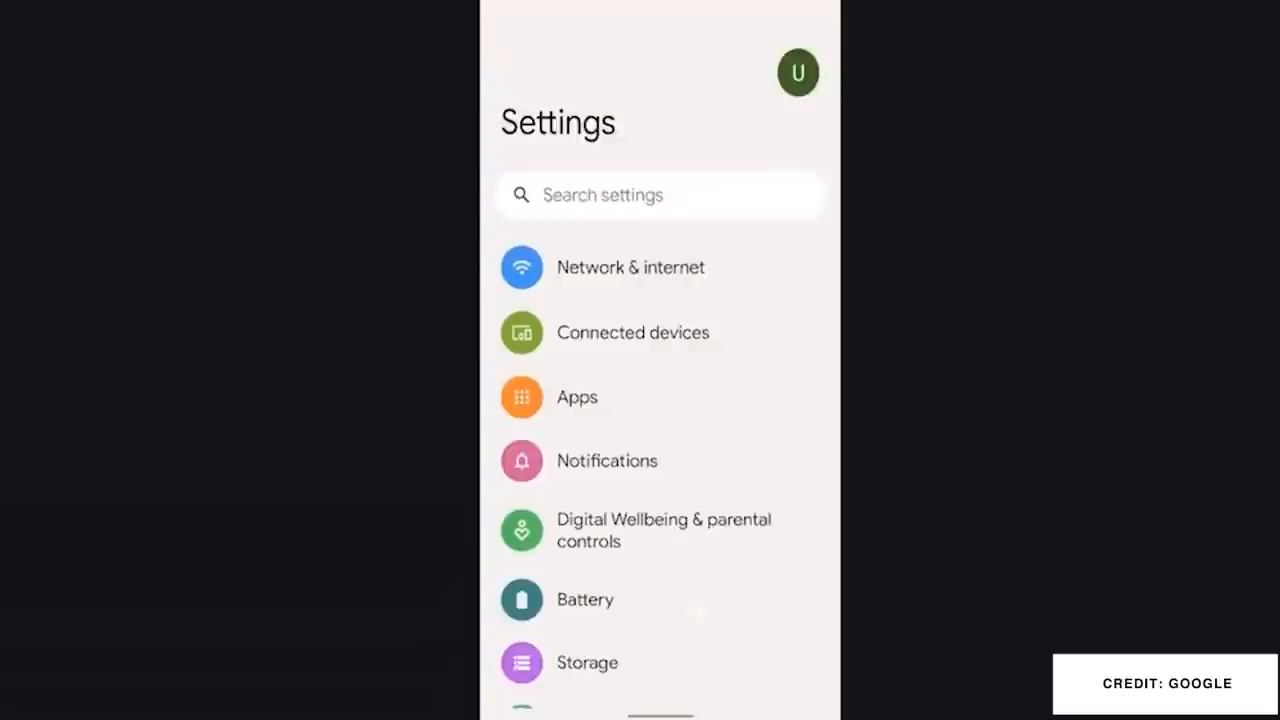 U
Settings
Search settings
Network & internet
Connected devices
Apps
Notifications
Digital Wellbeing & parental
controls
Battery
Storage
CREDIT: GOOGLE